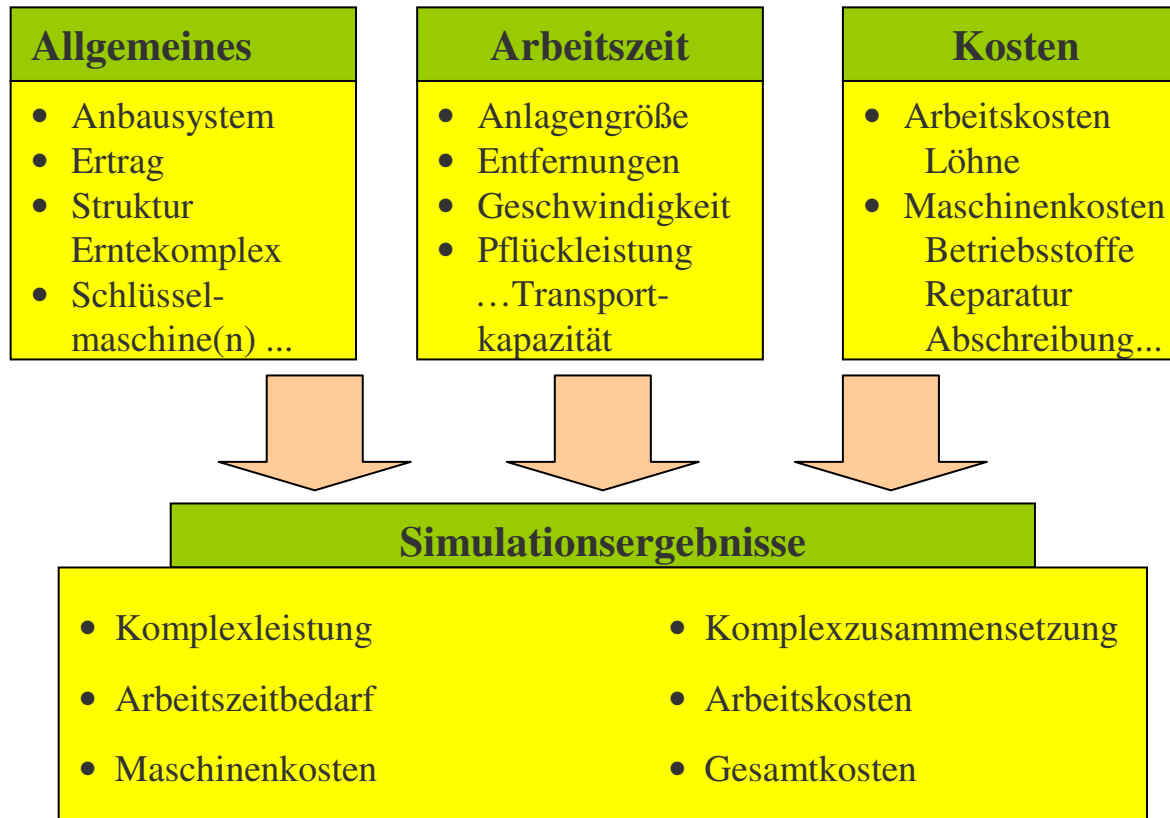 Allgemeines
• Anbausystem
• Ertrag
• Struktur
Erntekomplex
• Schlüssel-
maschine(n) ...
Arbeitszeit
• Anlagengröße
• Entfernungen
• Geschwindigkeit
• Pflückleistung
…Transport-
kapazität
Kosten
• Arbeitskosten
Löhne
• Maschinenkosten
Betriebsstoffe
Reparatur
Abschreibung...
Simulationsergebnisse
• Komplexleistung
• Arbeitszeitbedarf
• Maschinenkosten
• Komplexzusammensetzung
• Arbeitskosten
• Gesamtkosten